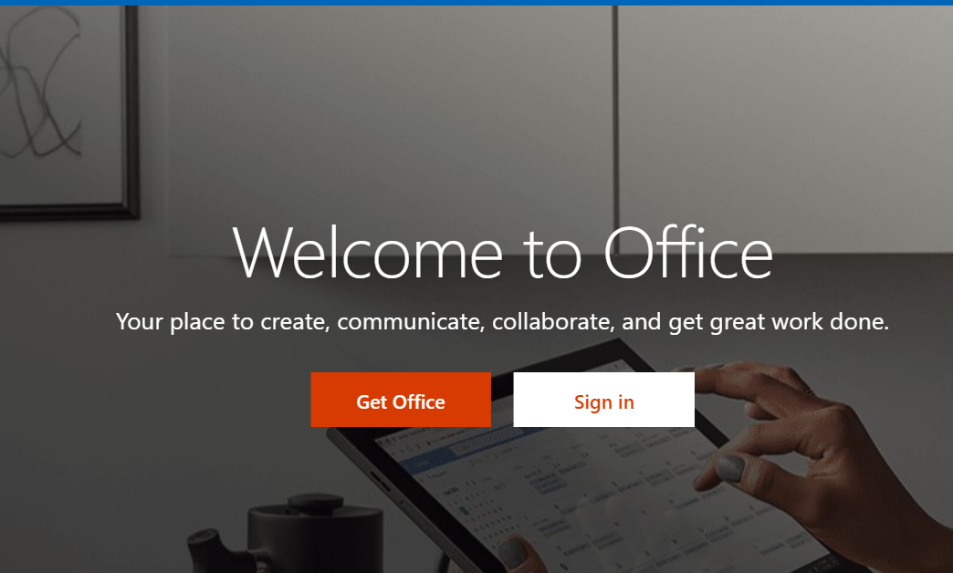 Welcome to Office
Your place to create, communicate, collaborate, and get great work done.
Get Office
Sign in